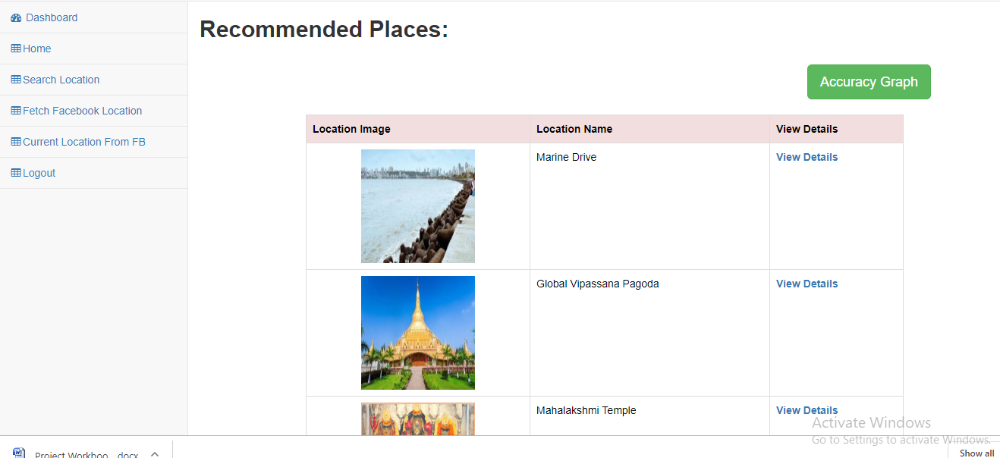 Dashboard
Home
Search Location
Fetch Facebook Location
Current Location From FB
Logout
Recommended Places:
Accuracy Graph
Location Image Location Name View Details
Marine Drive View Details
Global Vipassana Pagoda View Details
Mahalakshmi Temple View Details
Activate Windows
Go to Settings to activate Windows.
Project Workboo....docx
Show all